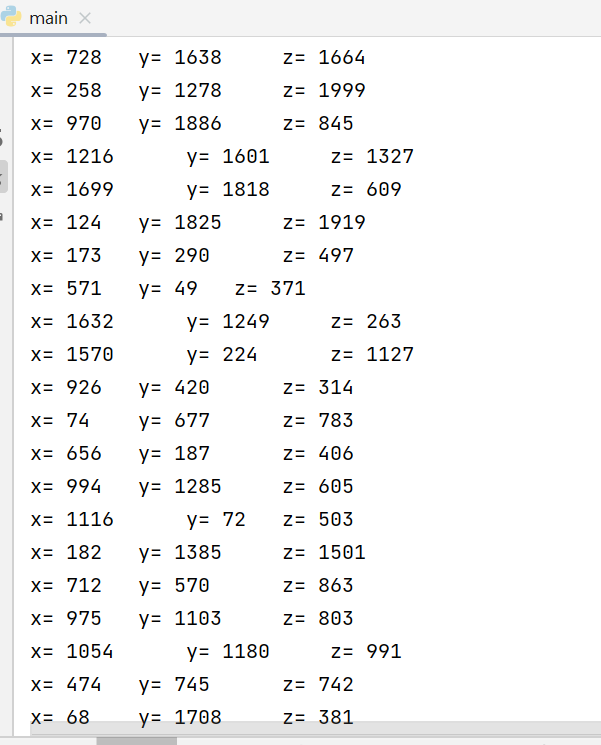 main
x= 728 y= 1638 z= 1664
x= 258 y= 1278 z= 1999
x= 970 y= 1886 z= 845
x= 1216 y= 1601 z= 1327
x= 1699 y= 1818 z= 609
x= 124 y= 1825 z= 1919
x= 173 y= 290 z= 497
x= 571 y= 49 z= 371
x= 1632 y= 1249 z= 263
x= 1570 y= 224 z= 1127
x= 926 y= 420 z= 314
x= 74 y= 677 z= 783
x= 656 y= 187 z= 406
x= 994 y= 1285 z= 605
x= 1116 y= 72 z= 503
x= 182 y= 1385 z= 1501
x= 712 y= 570 z= 863
x= 975 y= 1103 z= 803
x= 1054 y= 1180 z= 991
x= 474 y= 745 z= 742
x= 68 y= 1708 z= 381